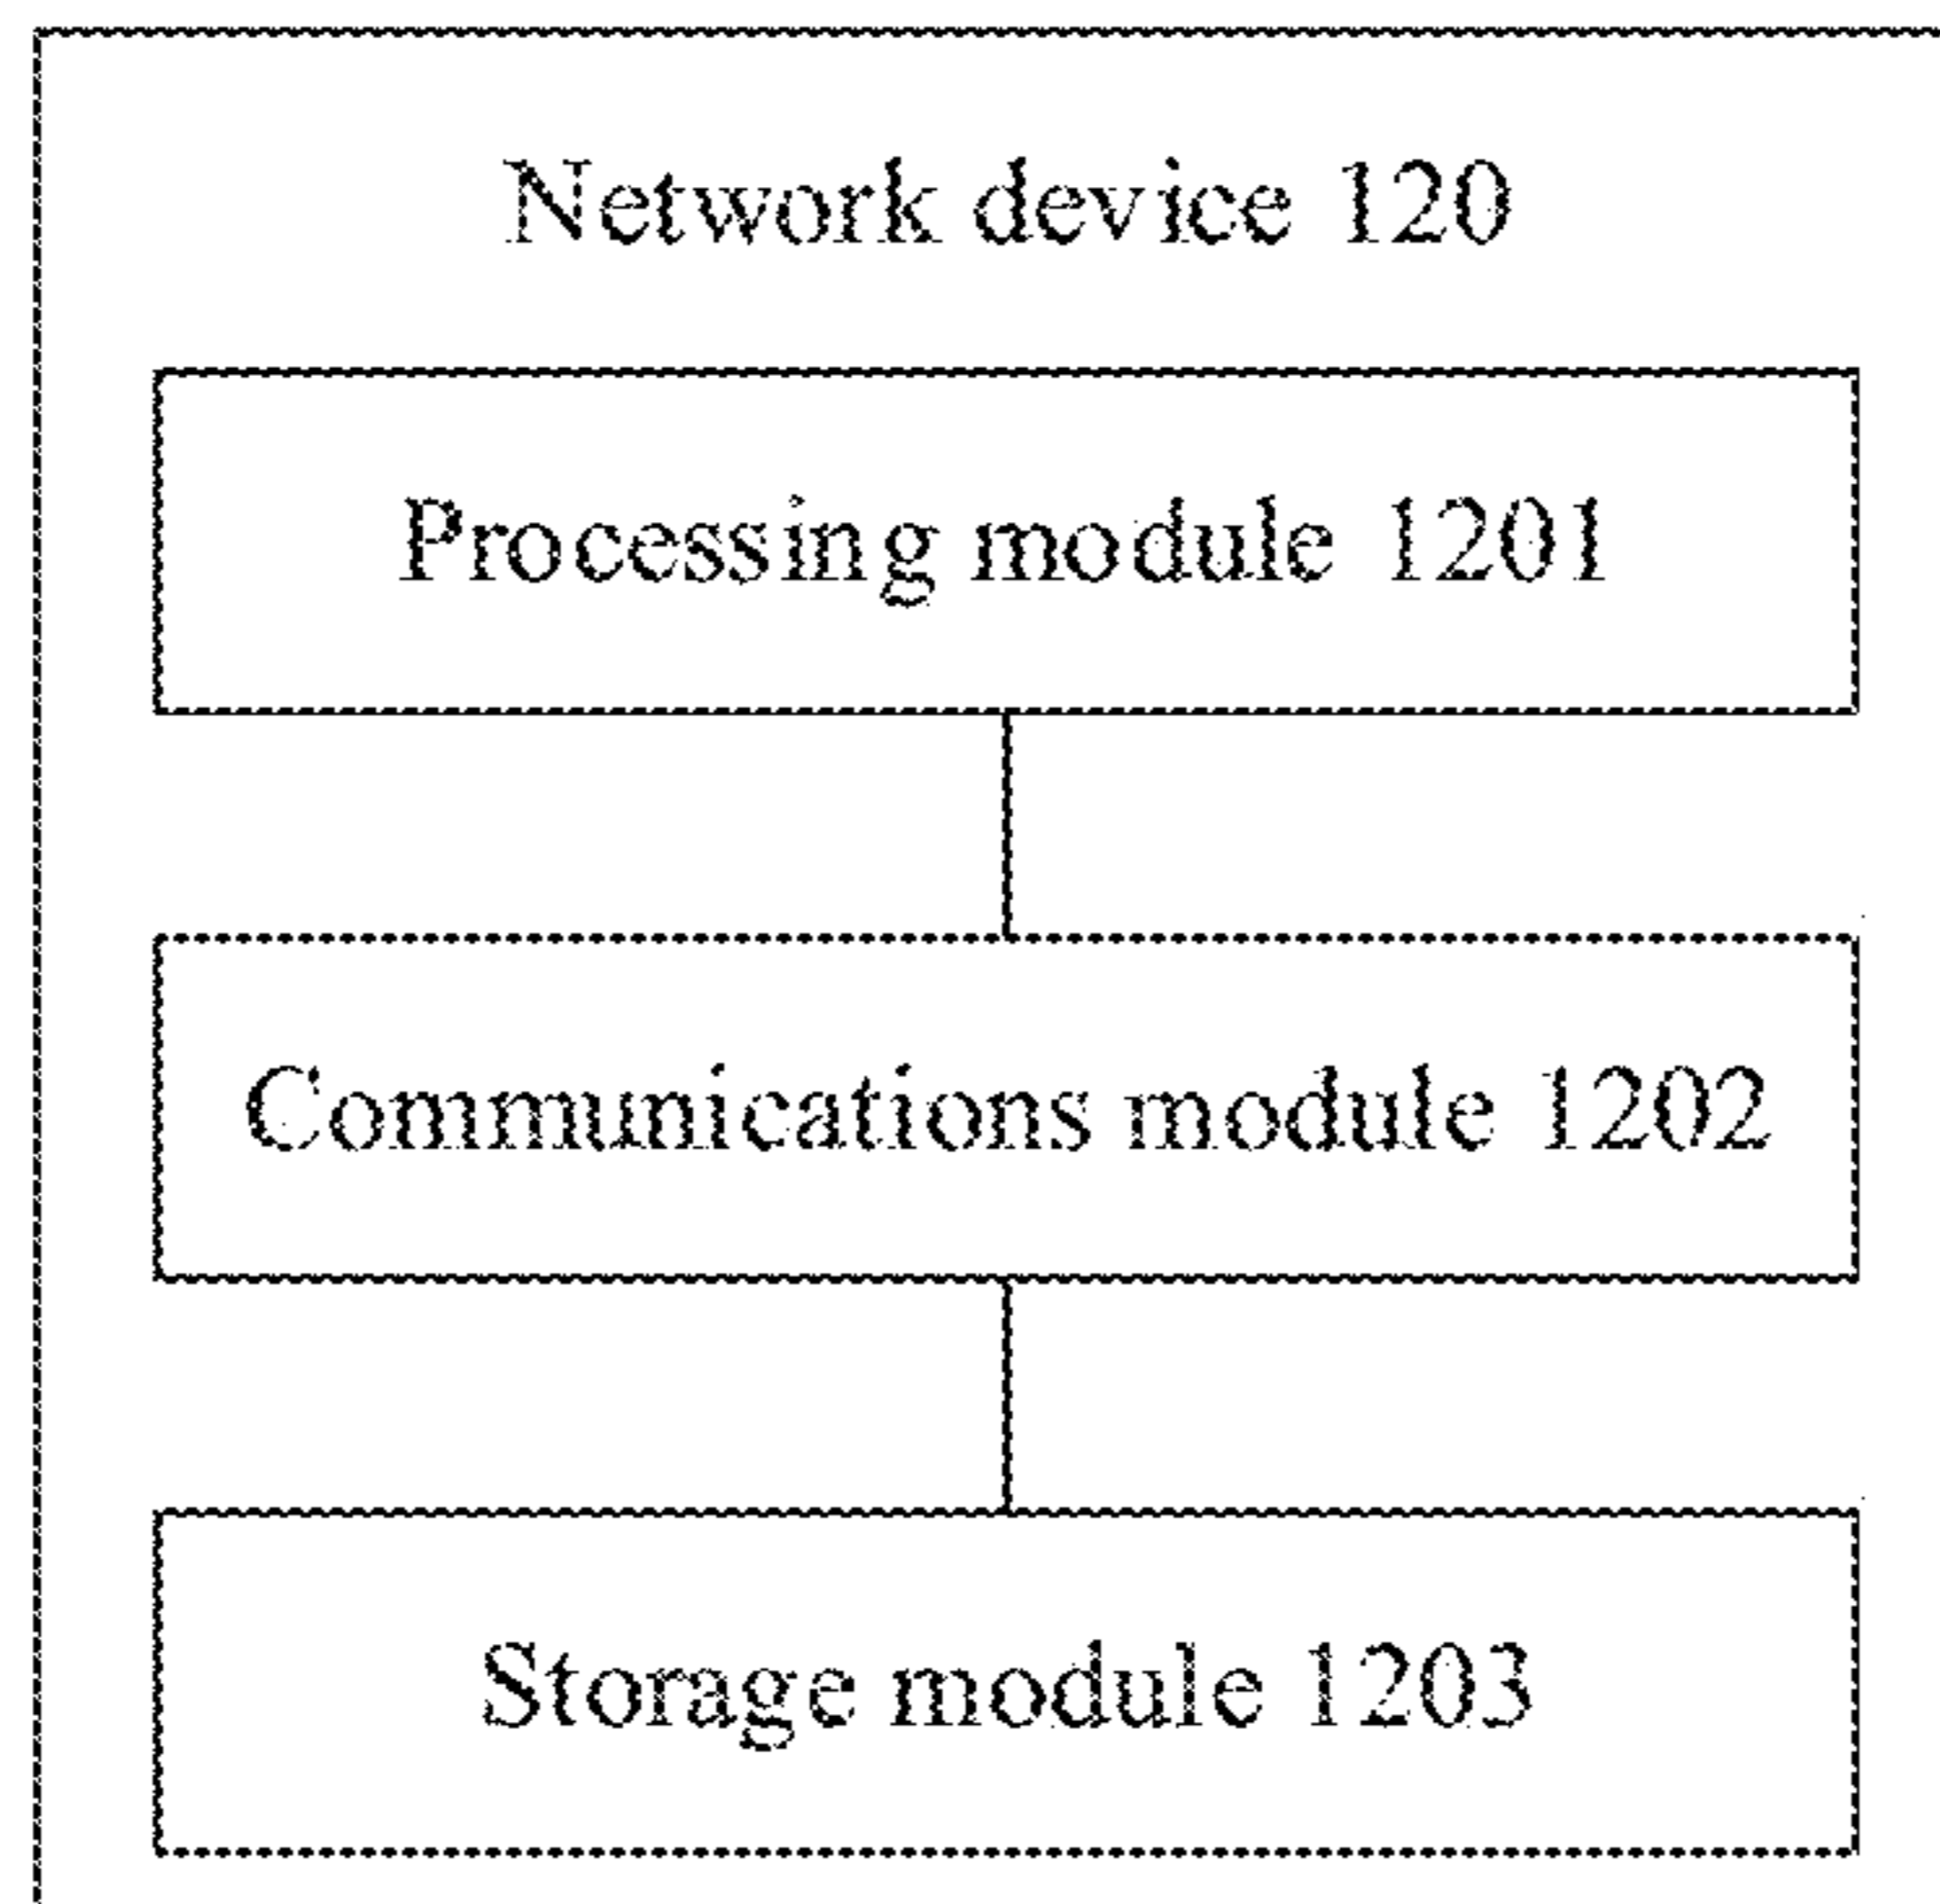 Network device 120
Processing module 1201
Communications module 1202
Storage module 1203